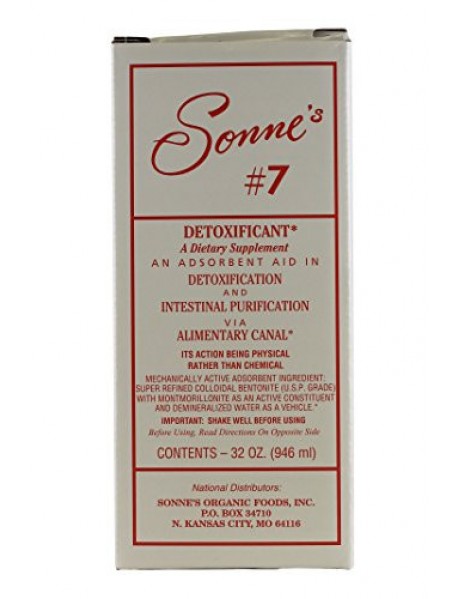 Sonne's
#7
DETOXIFICANT*
A Dietary Supplement
AN ADSORBENT AID IN
DETOXIFICATION
AND
INTESTINAL PURIFICATION
VIA
ALIMENTARY CANAL*
ITS ACTION BEING PHYSICAL
RATHER THAN CHEMICAL
MECHANICALLY ACTIVE ADSORBENT INGREDIENT:
SUPER REFINED COLLOIDAL BENTONITE (U.S.P. GRADE)
WITH MONTMORILLONITE AS AN ACTIVE CONSTITUENT
AND DEMINERALIZED WATER AS A VEHICLE.*
IMPORTANT: SHAKE WELL BEFORE USING
Before Using, Read Directions On Opposite Side
CONTENTS – 32 OZ. (946 ml)
National Distributors:
SONNE'S ORGANIC FOODS, INC.
P.O. BOX 34710
N. KANSAS CITY, MO 64116